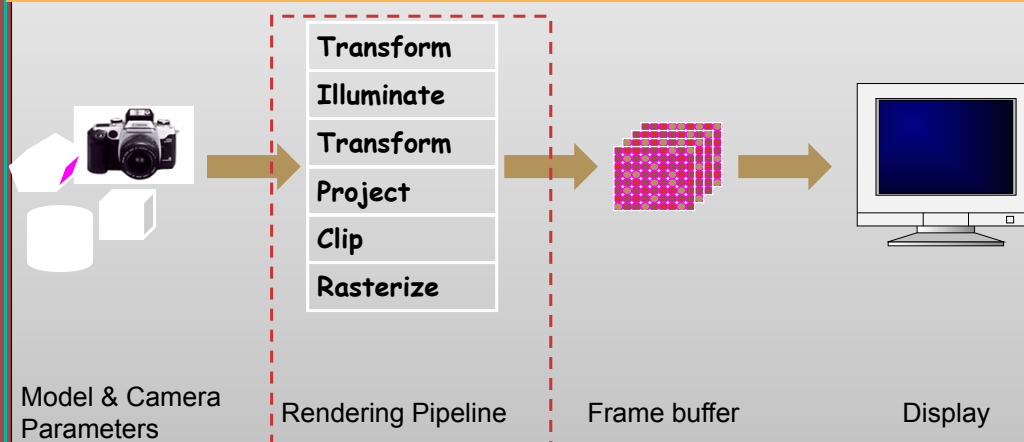 Transform
Illuminate
Transform
Project
Clip
Rasterize
Model & Camera
Parameters
Rendering Pipeline
Frame buffer
Display